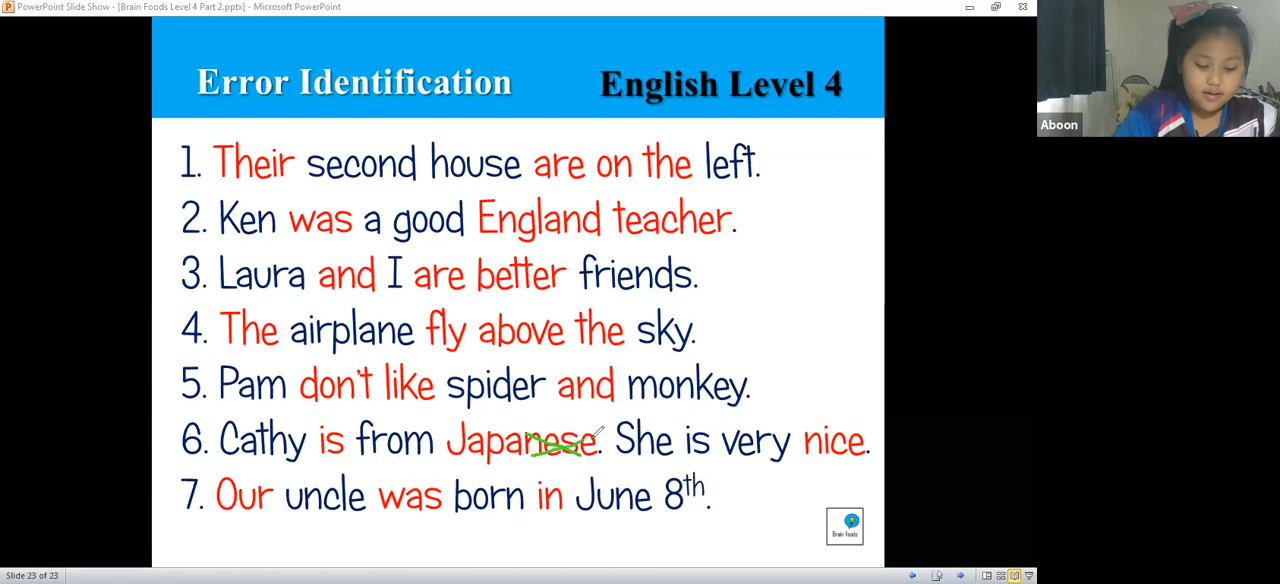 PowerPoint Slide Show - [Brain Foods Level 4 Part 2.pptx] - Microsoft PowerPoint
Error Identification English Level 4
Aboon
1. Their second house are on the left.
2. Ken was a good England teacher.
3. Laura and I are better friends.
4. The airplane fly above the sky.
5. Pam don't like spider and monkey.
6. Cathy is from Japanese. She is very nice.
7. Our uncle was born in June 8th.
Brain Foods
Slide 23 of 23